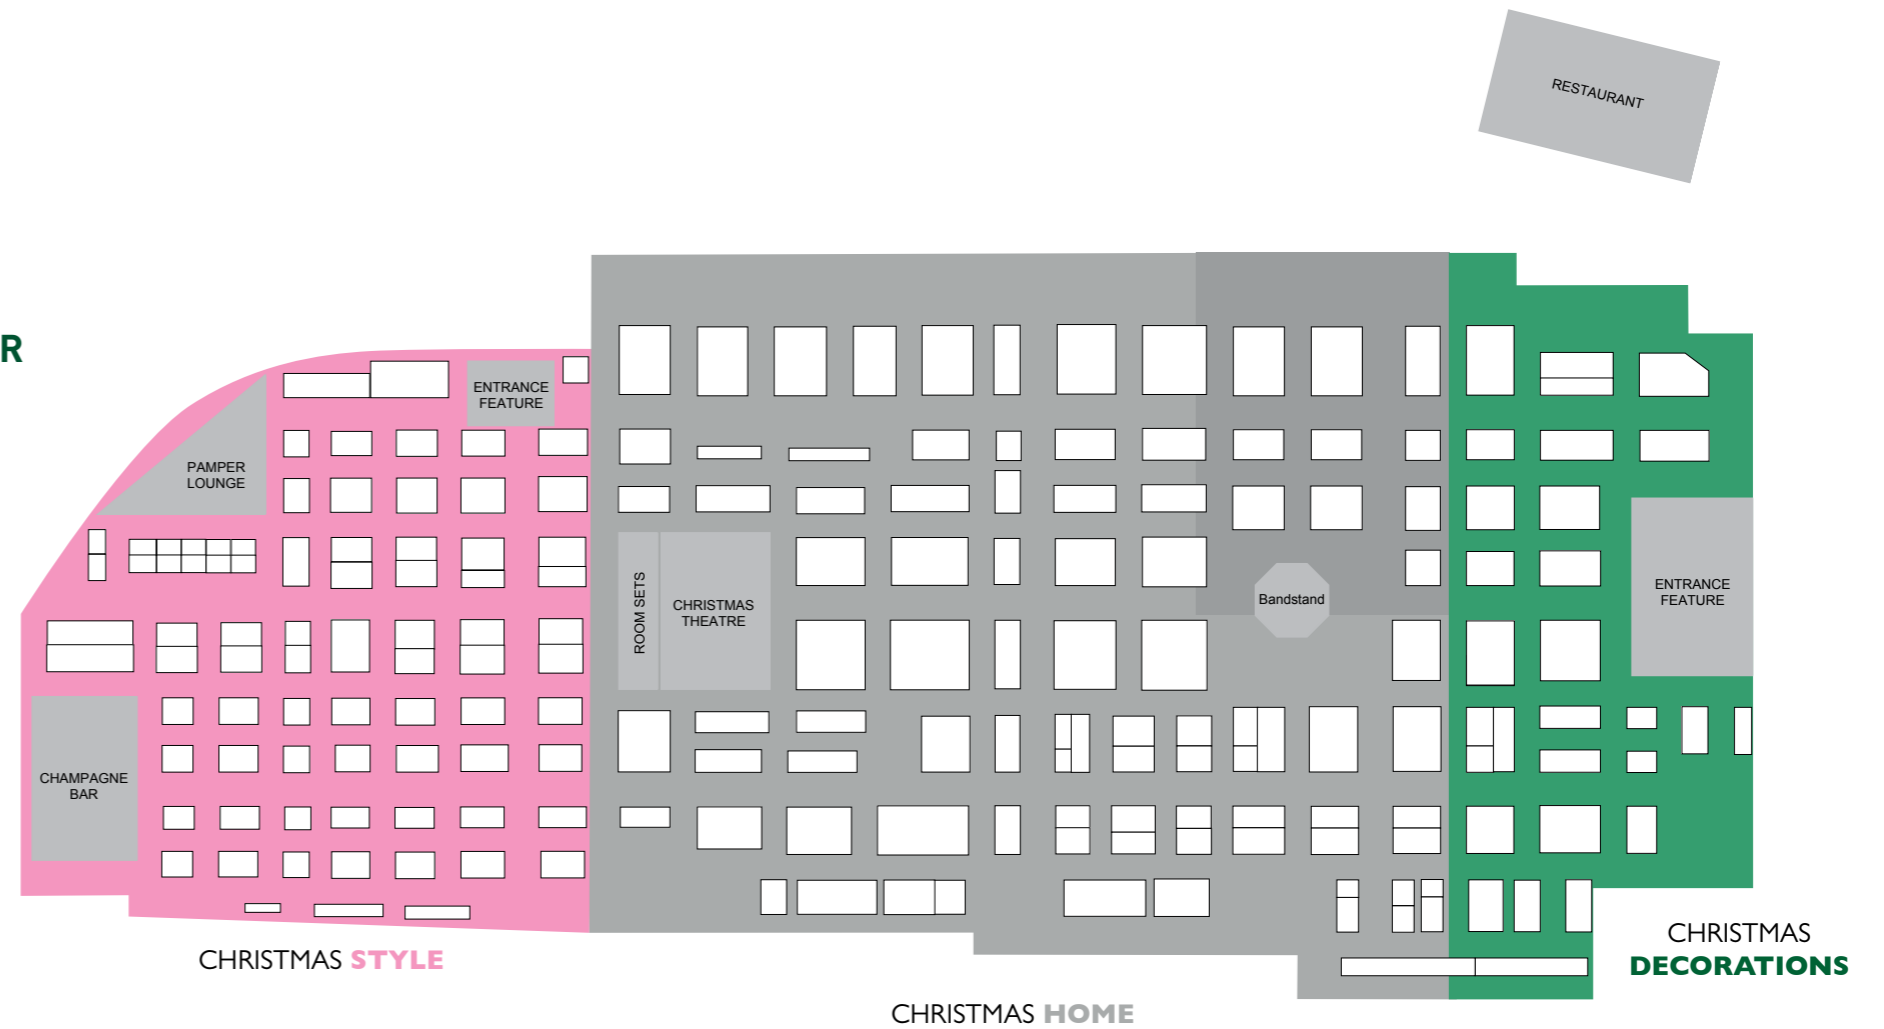 RESTAURANT
R
ENTRANCE
FEATURE
PAMPER
LOUNGE
ROOM SETS
CHRISTMAS
THEATRE
Bandstand
ENTRANCE
FEATURE
CHAMPAGNE
BAR
CHRISTMAS STYLE
CHRISTMAS HOME
CHRISTMAS
DECORATIONS